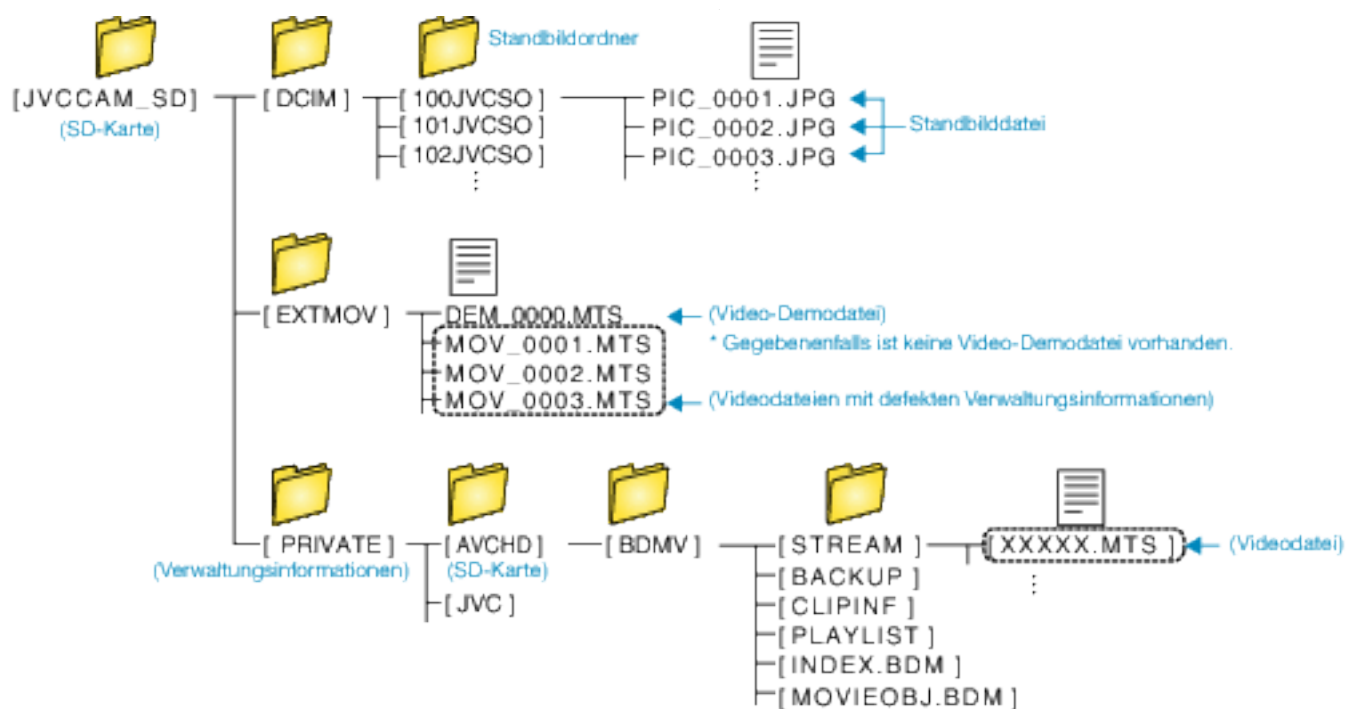 Standbildordner
[JVCCAM_SD]
(SD-Karte)
[DCIM]
[100JVCSO]
[101JVCSO]
[102JVCSO]
PIC_0001.JPG
PIC_0002.JPG
PIC_0003.JPG
Standbilddatei
[EXTMOV]
DEM_0000.MTS
(Video-Demodatei)
* Gegebenenfalls ist keine Video-Demodatei vorhanden.
MOV_0001.MTS
MOV_0002.MTS
MOV_0003.MTS
(Videodateien mit defekten Verwaltungsinformationen)
[PRIVATE]
(Verwaltungsinformationen)
[AVCHD]
(SD-Karte)
[JVC]
[BDMV]
[STREAM]
[BACKUP]
[CLIPINF]
[PLAYLIST]
[INDEX.BDM]
[MOVIEOBJ.BDM]
[XXXXX.MTS]
(Videodatei)